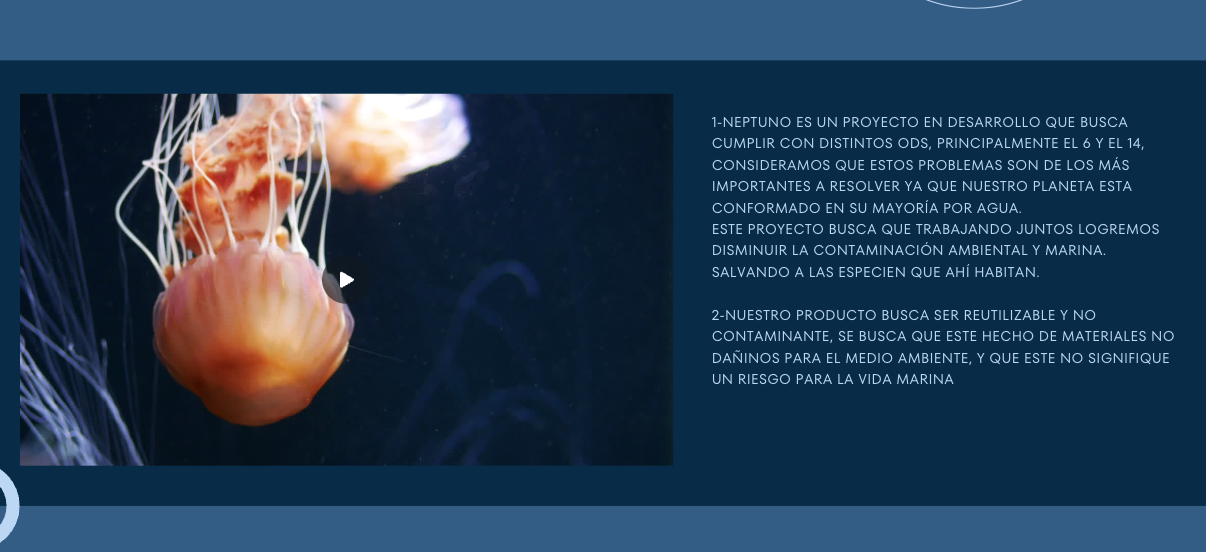 1-NEPTUNO ES UN PROYECTO EN DESARROLLO QUE BUSCA
CUMPLIR CON DISTINTOS ODS, PRINCIPALMENTE EL 6 Y EL 14,
CONSIDERAMOS QUE ESTOS PROBLEMAS SON DE LOS MÁS
IMPORTANTES A RESOLVER YA QUE NUESTRO PLANETA ESTA
CONFORMADO EN SU MAYORÍA POR AGUA.
ESTE PROYECTO BUSCA QUE TRABAJANDO JUNTOS LOGREMOS
DISMINUIR LA CONTAMINACIÓN AMBIENTAL Y MARINA.
SALVANDO A LAS ESPECIEN QUE AHÍ HABITAN.
2-NUESTRO PRODUCTO BUSCA SER REUTILIZABLE Y NO
CONTAMINANTE, SE BUSCA QUE ESTE HECHO DE MATERIALES NO
DAÑINOS PARA EL MEDIO AMBIENTE, Y QUE ESTE NO SIGNIFIQUE
UN RIESGO PARA LA VIDA MARINA